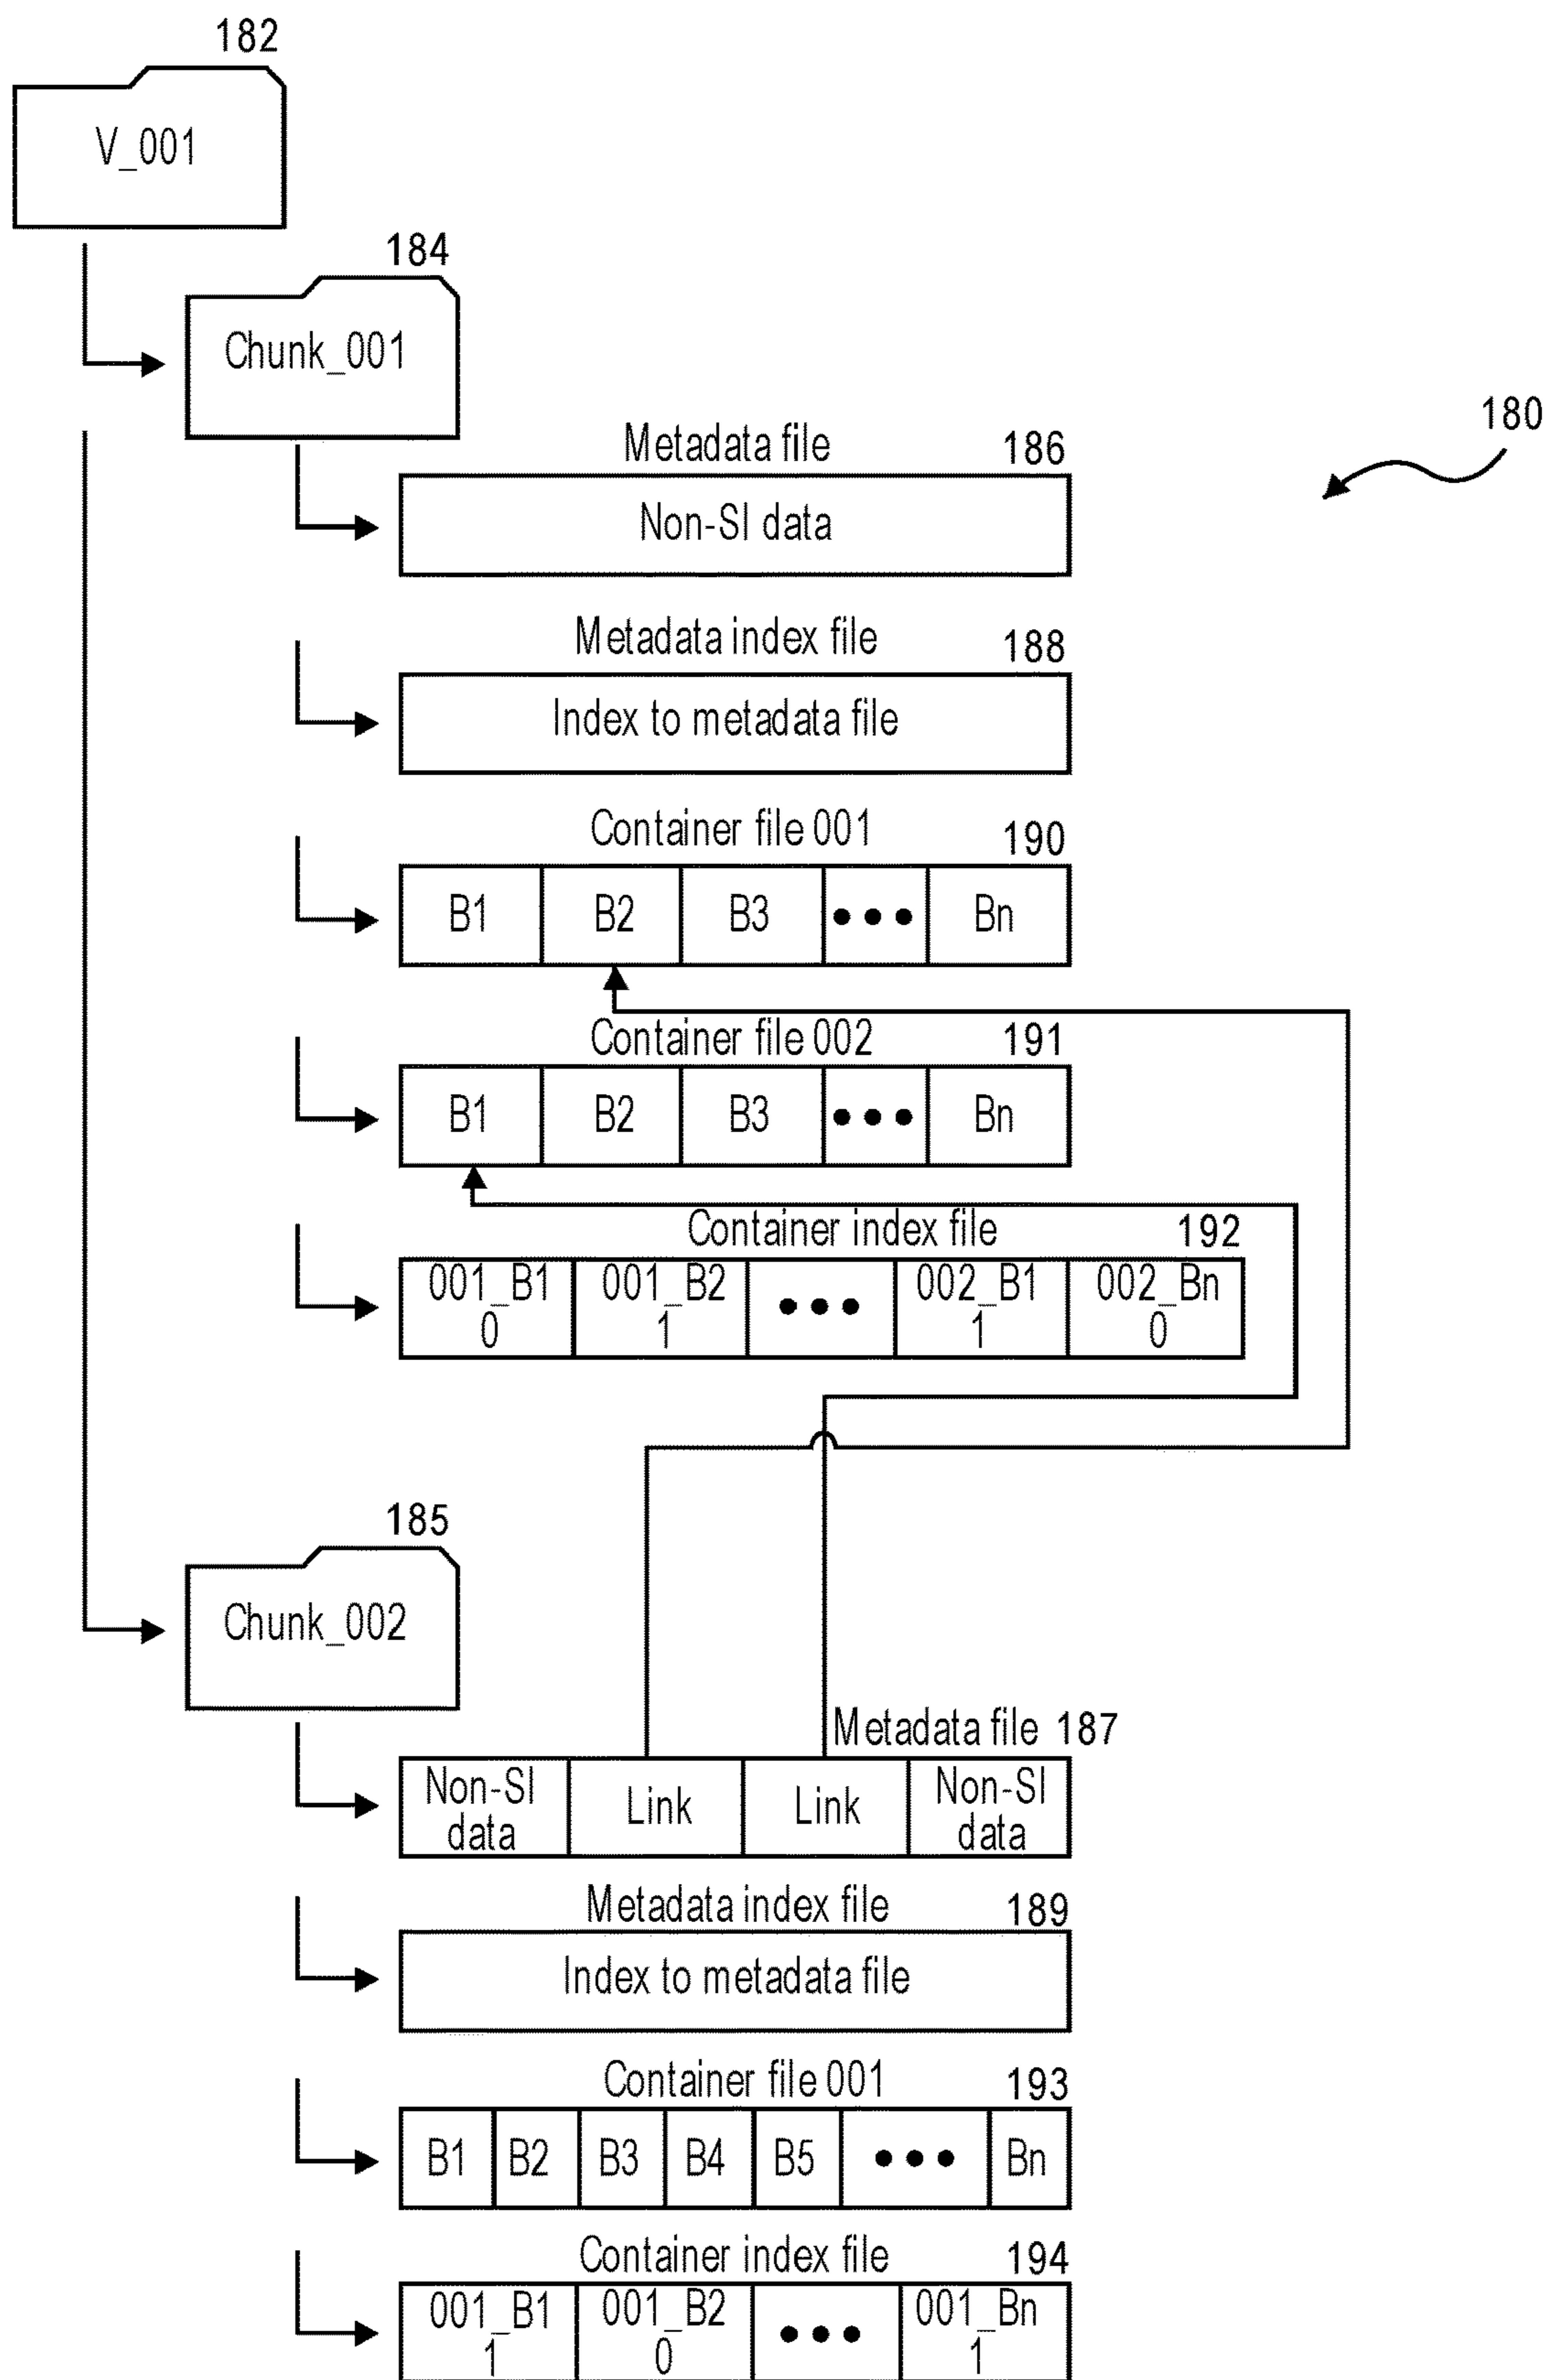 182
V_001
184
Chunk_001
180
Metadata file 186
Non-SI data
Metadata index file 188
Index to metadata file
Container file 001 190
B1 B2 B3 ••• Bn
Container file 002 191
B1 B2 B3 ••• Bn
Container index file 192
001_B1 001_B2 ••• 002_B1 002_Bn
0 1 1 0
185
Chunk_002
Metadata file 187
Non-SI Link Link Non-SI
data data
Metadata index file 189
Index to metadata file
Container file 001 193
B1 B2 B3 B4 B5 ••• Bn
Container index file 194
001_B1 001_B2 ••• 001_Bn
1 0 1